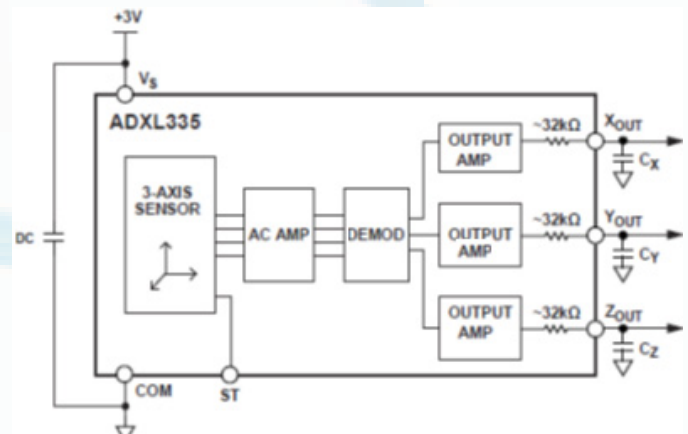 +3V
VS
ADXL335
3-AXIS
SENSOR
AC AMP
DEMOD
OUTPUT
AMP
~32kΩ
XOUT
CX
OUTPUT
AMP
~32kΩ
YOUT
CY
OUTPUT
AMP
~32kΩ
ZOUT
CZ
DC
COM
ST